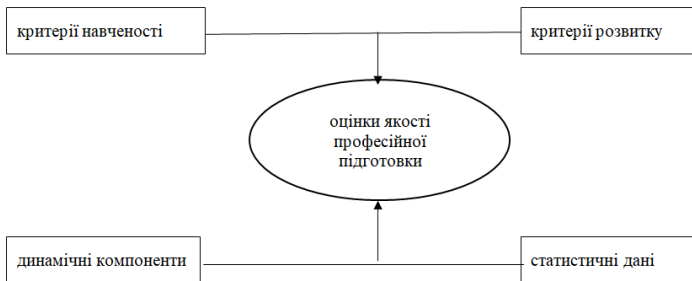 критерії навченості
критерії розвитку
оцінки якості
професійної
підготовки
динамічні компоненти
статистичні дані